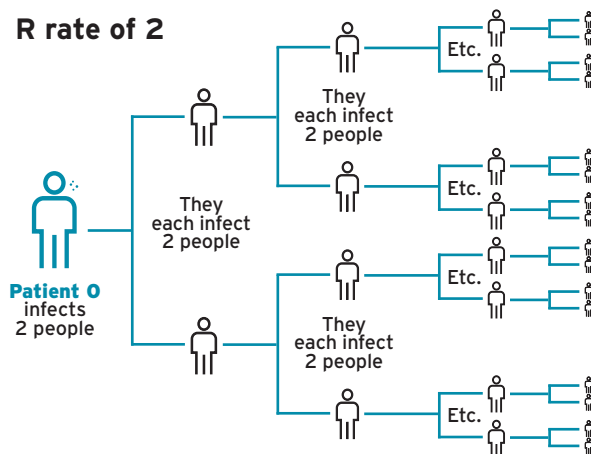 R rate of 2
Patient 0
infects
2 people
They
each infect
2 people
They
each infect
2 people
They
each infect
2 people
Etc.
Etc.
Etc.
Etc.